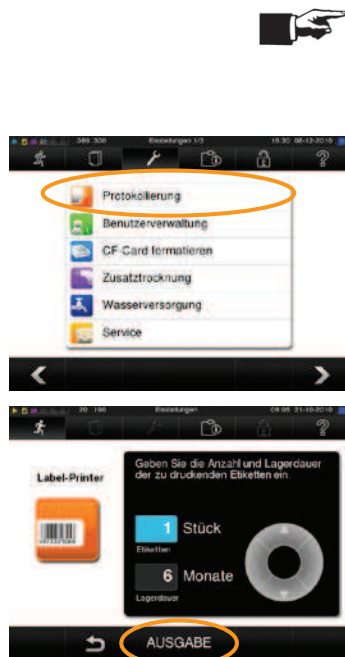 Einstellungen 1/3
Protokollierung
Benutzerverwaltung
CF-Card formatieren
Zusatztrocknung
Wasserversorgung
Service
Einstellungen
Label-Printer
Geben Sie die Anzahl und Lagerdauer
der zu druckenden Etiketten ein.
1 Stück
Etiketten
6 Monate
Lagerdauer
AUSGABE